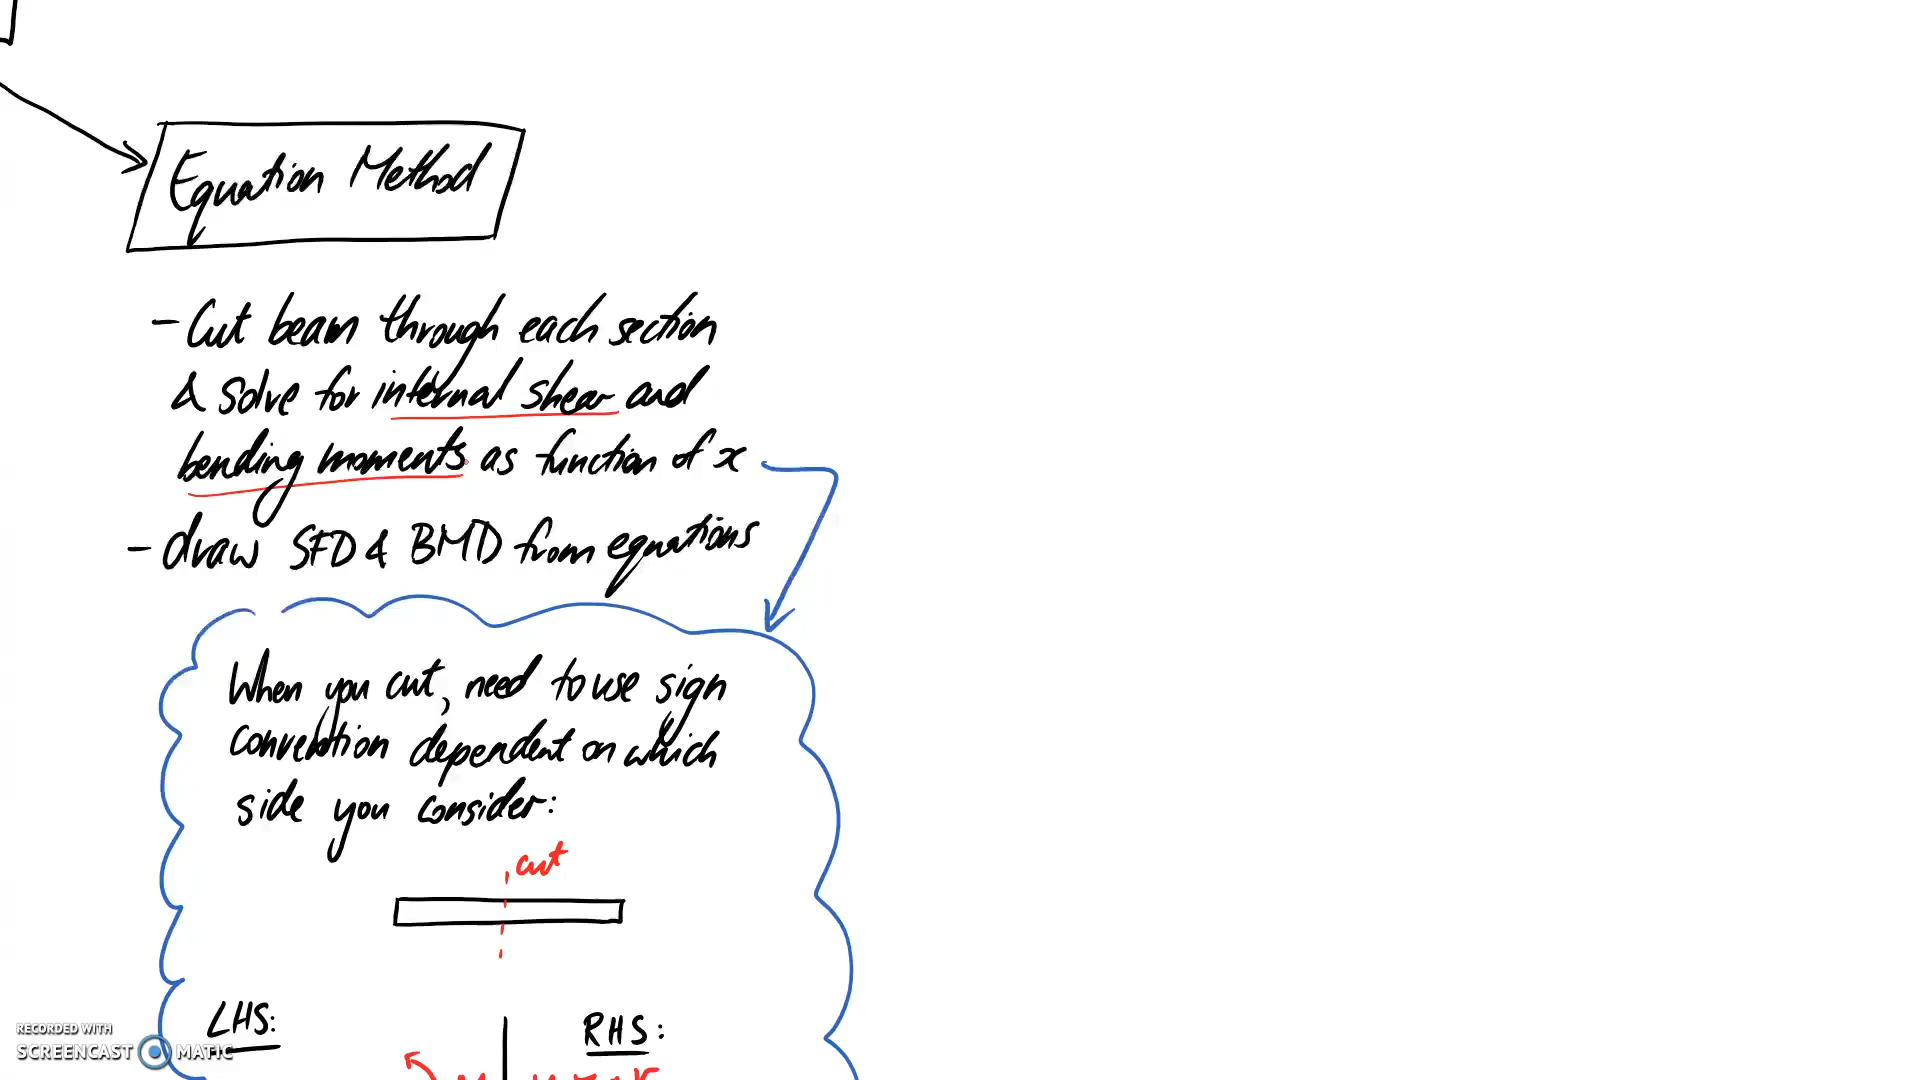 Equation Method
- Cut beam through each section
& solve for internal shear and
bending moments as function of x
- draw SFD & BMD from equations
When you cut, need to use sign
convention dependent on which
side you consider:
cut
LHS:
RHS:
RECORDED WITH
SCREENCAST MATIC